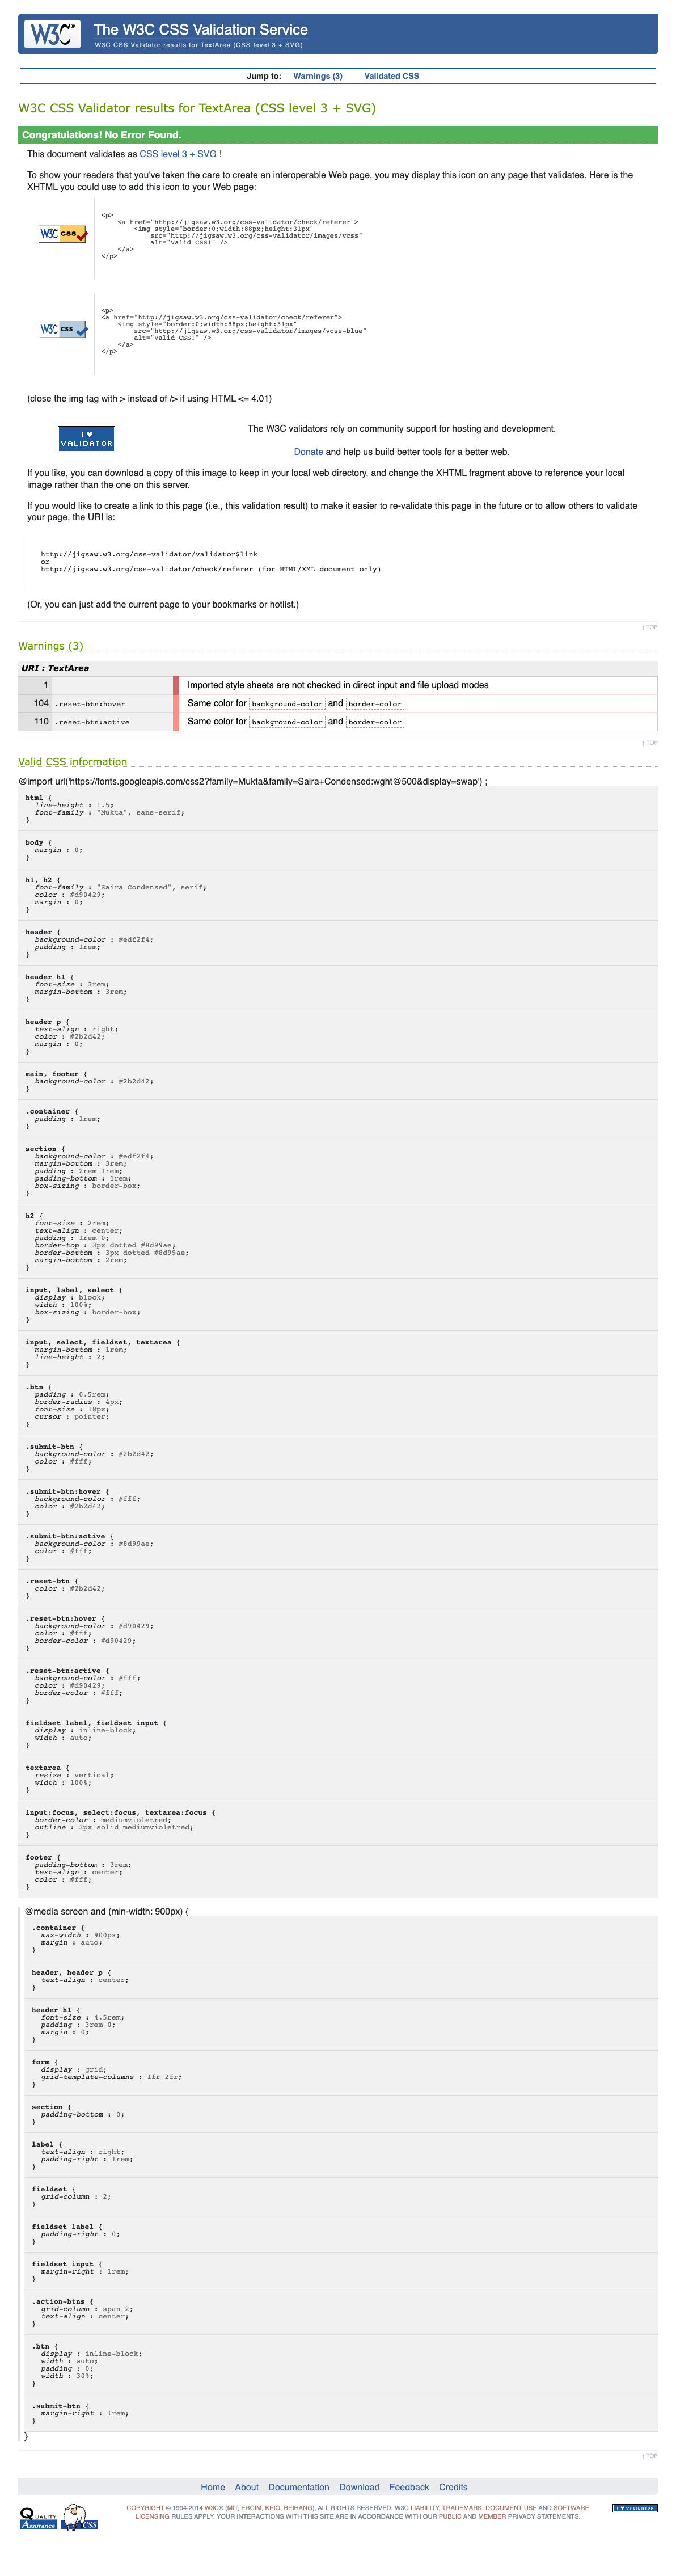 W3C®
The W3C CSS Validation Service
W3C CSS Validator results for TextArea (CSS level 3 + SVG)
Jump to: Warnings (3) Validated CSS
W3C CSS Validator results for TextArea (CSS level 3 + SVG)
Congratulations! No Error Found.
This document validates as CSS level 3 + SVG !
To show your readers that you've taken the care to create an interoperable Web page, you may display this icon on any page that validates. Here is the
XHTML you could use to add this icon to your Web page:
W3C css
<p>
<a href="http://jigsaw.w3.org/css-validator/check/referer">
<img style="border:0;width:88px;height:31px"
src="http://jigsaw.w3.org/css-validator/images/vcss"
alt="Valid CSS!" />
</a>
</p>
W3C css
<p>
<a href="http://jigsaw.w3.org/css-validator/check/referer">
<img style="border:0;width:88px;height:31px"
src="http://jigsaw.w3.org/css-validator/images/vcss-blue"
alt="Valid CSS!" />
</a>
</p>
(close the img tag with > instead of /> if using HTML <= 4.01)
I ♥
VALIDATOR
The W3C validators rely on community support for hosting and development.
Donate and help us build better tools for a better web.
If you like, you can download a copy of this image to keep in your local web directory, and change the XHTML fragment above to reference your local
image rather than the one on this server.
If you would like to create a link to this page (i.e., this validation result) to make it easier to re-validate this page in the future or to allow others to validate
your page, the URI is:
http://jigsaw.w3.org/css-validator/validator$link
or
http://jigsaw.w3.org/css-validator/check/referer (for HTML/XML document only)
(Or, you can just add the current page to your bookmarks or hotlist.)
↑ TOP
Warnings (3)
URI : TextArea
1 Imported style sheets are not checked in direct input and file upload modes
104 .reset-btn:hover Same color for background-color and border-color
110 .reset-btn:active Same color for background-color and border-color
↑ TOP
Valid CSS information
@import url('https://fonts.googleapis.com/css2?family=Mukta&family=Saira+Condensed:wght@500&display=swap') ;
html {
line-height : 1.5;
font-family : "Mukta", sans-serif;
}
body {
margin : 0;
}
h1, h2 {
font-family : "Saira Condensed", serif;
color : #d90429;
margin : 0;
}
header {
background-color : #edf2f4;
padding : 1rem;
}
header h1 {
font-size : 3rem;
margin-bottom : 3rem;
}
header p {
text-align : right;
color : #2b2d42;
margin : 0;
}
main, footer {
background-color : #2b2d42;
}
.container {
padding : 1rem;
}
section {
background-color : #edf2f4;
margin-bottom : 3rem;
padding : 2rem 1rem;
padding-bottom : 1rem;
box-sizing : border-box;
}
h2 {
font-size : 2rem;
text-align : center;
padding : 1rem 0;
border-top : 3px dotted #8d99ae;
border-bottom : 3px dotted #8d99ae;
margin-bottom : 2rem;
}
input, label, select {
display : block;
width : 100%;
box-sizing : border-box;
}
input, select, fieldset, textarea {
margin-bottom : 1rem;
line-height : 2;
}
.btn {
padding : 0.5rem;
border-radius : 4px;
font-size : 18px;
cursor : pointer;
}
.submit-btn {
background-color : #2b2d42;
color : #fff;
}
.submit-btn:hover {
background-color : #fff;
color : #2b2d42;
}
.submit-btn:active {
background-color : #8d99ae;
color : #fff;
}
.reset-btn {
color : #2b2d42;
}
.reset-btn:hover {
background-color : #d90429;
color : #fff;
border-color : #d90429;
}
.reset-btn:active {
background-color : #fff;
color : #d90429;
border-color : #fff;
}
fieldset label, fieldset input {
display : inline-block;
width : auto;
}
textarea {
resize : vertical;
width : 100%;
}
input:focus, select:focus, textarea:focus {
border-color : mediumvioletred;
outline : 3px solid mediumvioletred;
}
footer {
padding-bottom : 3rem;
text-align : center;
color : #fff;
}
@media screen and (min-width: 900px) {
.container {
max-width : 900px;
margin : auto;
}
header, header p {
text-align : center;
}
header h1 {
font-size : 4.5rem;
padding : 3rem 0;
margin : 0;
}
form {
display : grid;
grid-template-columns : 1fr 2fr;
}
section {
padding-bottom : 0;
}
label {
text-align : right;
padding-right : 1rem;
}
fieldset {
grid-column : 2;
}
fieldset label {
padding-right : 0;
}
fieldset input {
margin-right : 1rem;
}
.action-btns {
grid-column : span 2;
text-align : center;
}
.btn {
display : inline-block;
width : auto;
padding : 0;
width : 30%;
}
.submit-btn {
margin-right : 1rem;
}
}
↑ TOP
Home About Documentation Download Feedback Credits
QUALITY
Assurance
CSS
COPYRIGHT © 1994-2014 W3C® (MIT, ERCIM, KEIO, BEIHANG), ALL RIGHTS RESERVED. W3C LIABILITY, TRADEMARK, DOCUMENT USE AND SOFTWARE
LICENSING RULES APPLY. YOUR INTERACTIONS WITH THIS SITE ARE IN ACCORDANCE WITH OUR PUBLIC AND MEMBER PRIVACY STATEMENTS.
I ♥ VALIDATOR